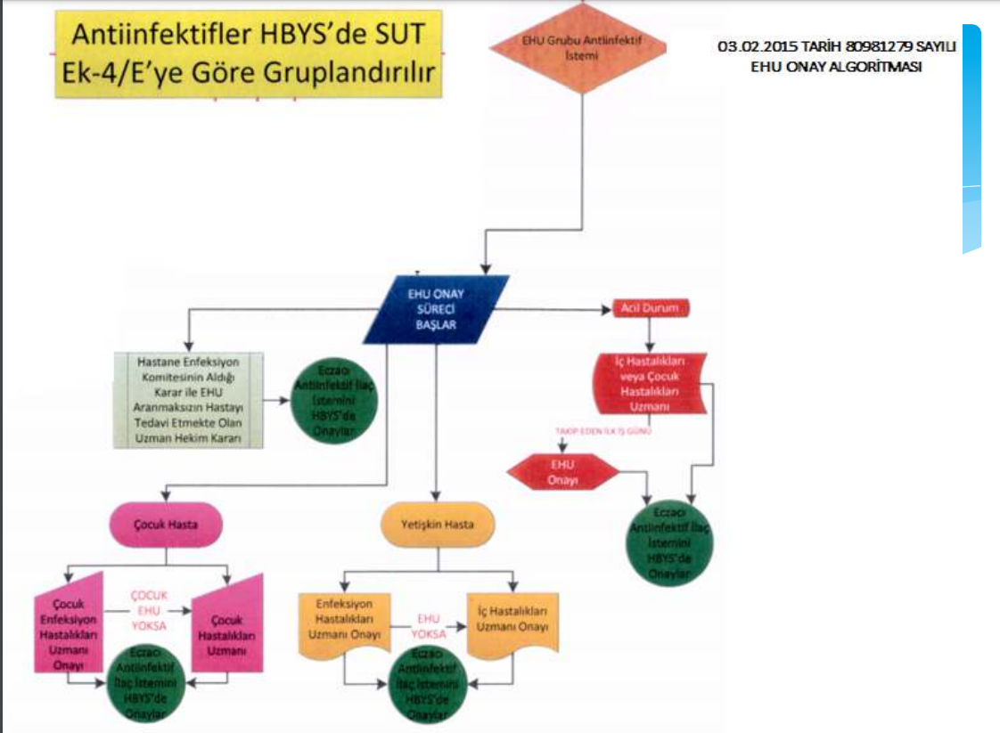 Antiinfektifler HBYS’de SUT
Ek-4/E’ye Göre Gruplandırılır
EHU Grubu Antiinfektif
İstemi
03.02.2015 TARİH 80981279 SAYILI
EHU ONAY ALGORİTMASI
EHU ONAY
SÜRECİ
BAŞLAR
Acil Durum
Hastane Enfeksiyon
Komitesinin Aldığı
Karar ile EHU
Aranmaksızın Hastayı
Tedavi Etmekte Olan
Uzman Hekim Kararı
Eczacı
Antiinfektif İlaç
İstemini
HBYS’de
Onaylar
İç Hastalıkları
veya Çocuk
Hastalıkları
Uzmanı
TAKİP EDEN İLK İŞ GÜNÜ
EHU
Onayı
Eczacı
Antiinfektif İlaç
İstemini
HBYS’de
Onaylar
Çocuk Hasta
Yetişkin Hasta
Çocuk
Enfeksiyon
Hastalıkları
Uzmanı
Onayı
ÇOCUK
EHU
YOKSA
Çocuk
Hastalıkları
Uzmanı
Eczacı
Antiinfektif
İlaç İstemini
HBYS’de
Onaylar
Enfeksiyon
Hastalıkları
Uzmanı Onayı
EHU
YOKSA
İç Hastalıkları
Uzmanı Onayı
Eczacı
Antiinfektif
İlaç İstemini
HBYS’de
Onaylar